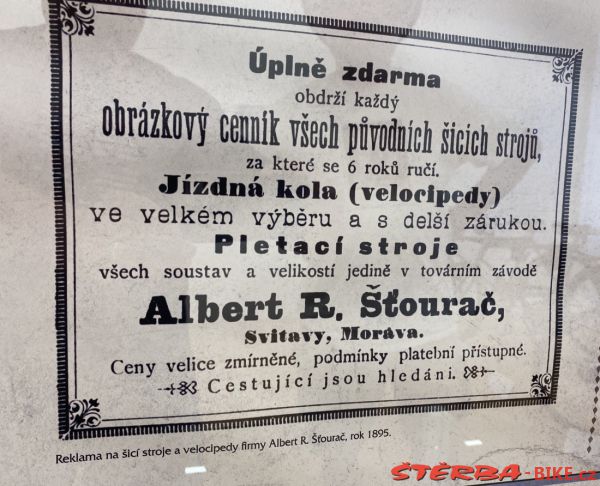 Úplně zdarma
obdrží každý
obrázkový cenník všech původních šicích strojů,
za které se 6 roků ručí.
Jízdná kola (velocipedy)
ve velkém výběru a s delší zárukou.
Pletací stroje
všech soustav a velikostí jedině v továrním závodě
Albert R. Šťourač,
Svitavy, Morava.
Ceny velice zmírněné, podmínky platební přístupné.
Cestující jsou hledáni.
Reklama na šicí stroje a velocipedy firmy Albert R. Šťourač, rok 1895.
ŠTĚRBA-BIKE.cz